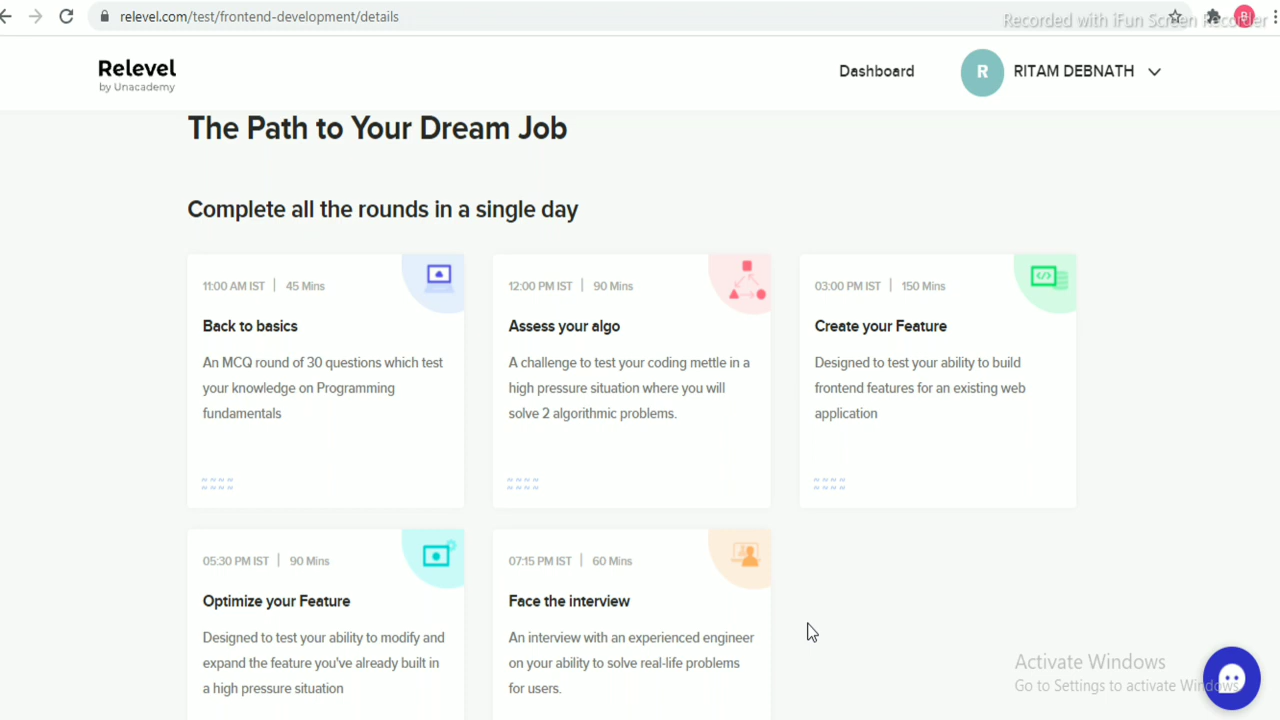 relevel.com/test/frontend-development/details
Recorded with iFun Screen Recorder
Relevel
by Unacademy
Dashboard
R
RITAM DEBNATH
The Path to Your Dream Job
Complete all the rounds in a single day
11:00 AM IST | 45 Mins
Back to basics
An MCQ round of 30 questions which test
your knowledge on Programming
fundamentals
12:00 PM IST | 90 Mins
Assess your algo
A challenge to test your coding mettle in a
high pressure situation where you will
solve 2 algorithmic problems.
03:00 PM IST | 150 Mins
Create your Feature
Designed to test your ability to build
frontend features for an existing web
application
05:30 PM IST | 90 Mins
Optimize your Feature
Designed to test your ability to modify and
expand the feature you've already built in
a high pressure situation
07:15 PM IST | 60 Mins
Face the interview
An interview with an experienced engineer
on your ability to solve real-life problems
for users.
Activate Windows
Go to Settings to activate Windows.